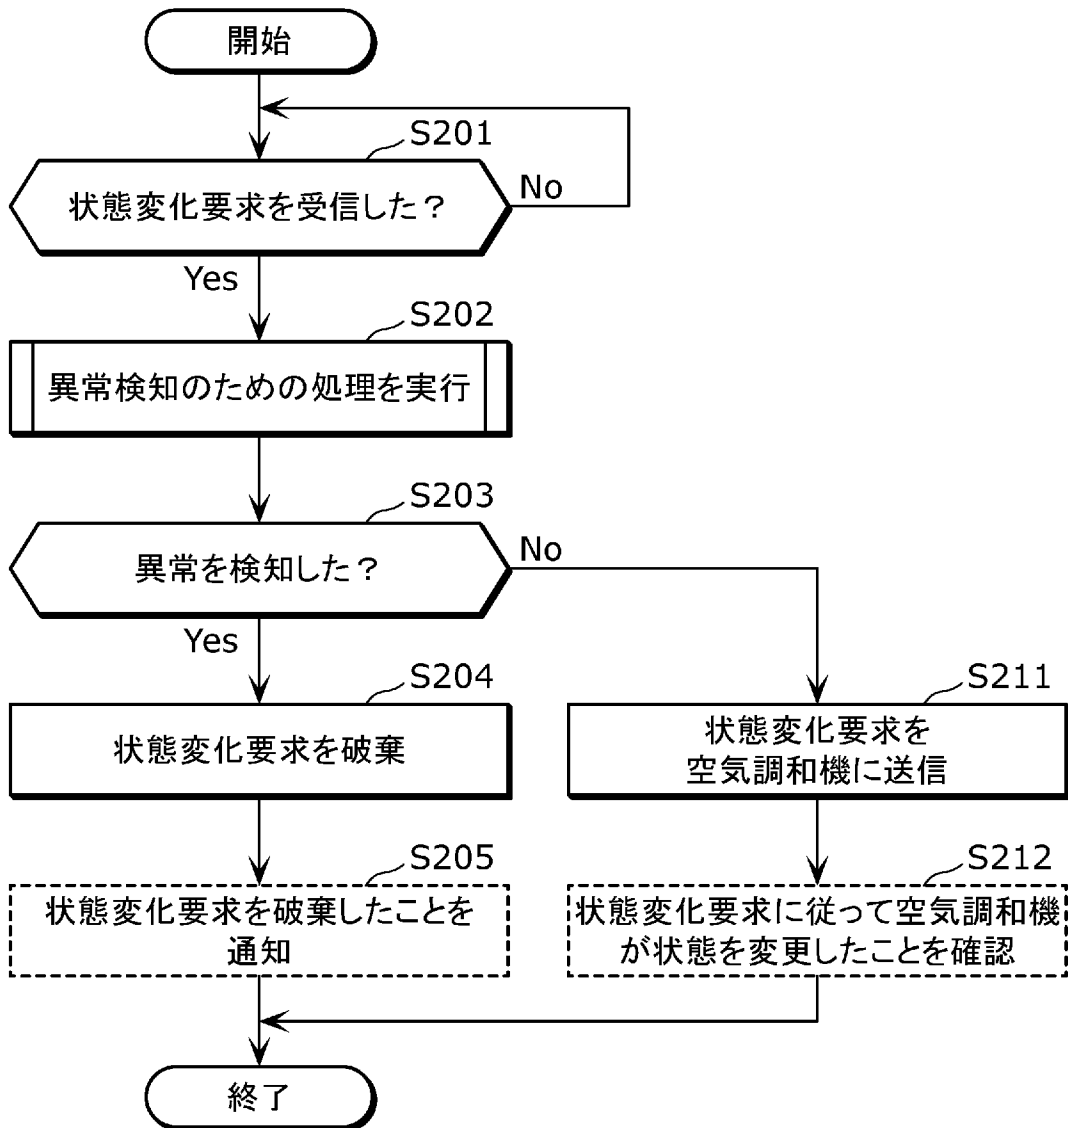 開始
S201
状態変化要求を受信した？
No
Yes
S202
異常検知のための処理を実行
S203
異常を検知した？
No
Yes
S204
状態変化要求を破棄
S211
状態変化要求を
空気調和機に送信
S205
状態変化要求を破棄したことを
通知
S212
状態変化要求に従って空気調和機
が状態を変更したことを確認
終了